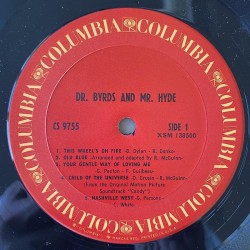 COLUMBIA
COLUMBIA
COLUMBIA
COLUMBIA
COLUMBIA
COLUMBIA
DR. BYRDS AND MR. HYDE
CS 9755
SIDE 1
XSM 138500
1. THIS WHEEL'S ON FIRE - B. Dylan - R. Danko
2. OLD BLUE - Arranged and adapted by R. McGuinn
3. YOUR GENTLE WAY OF LOVING ME
- G. Paxton - F. Guilbeau
4. CHILD OF THE UNIVERSE - D. Grusin - R. McGuinn
(From the Original Motion Picture
Soundtrack "Candy")
5. NASHVILLE WEST - G. Parsons -
C. White